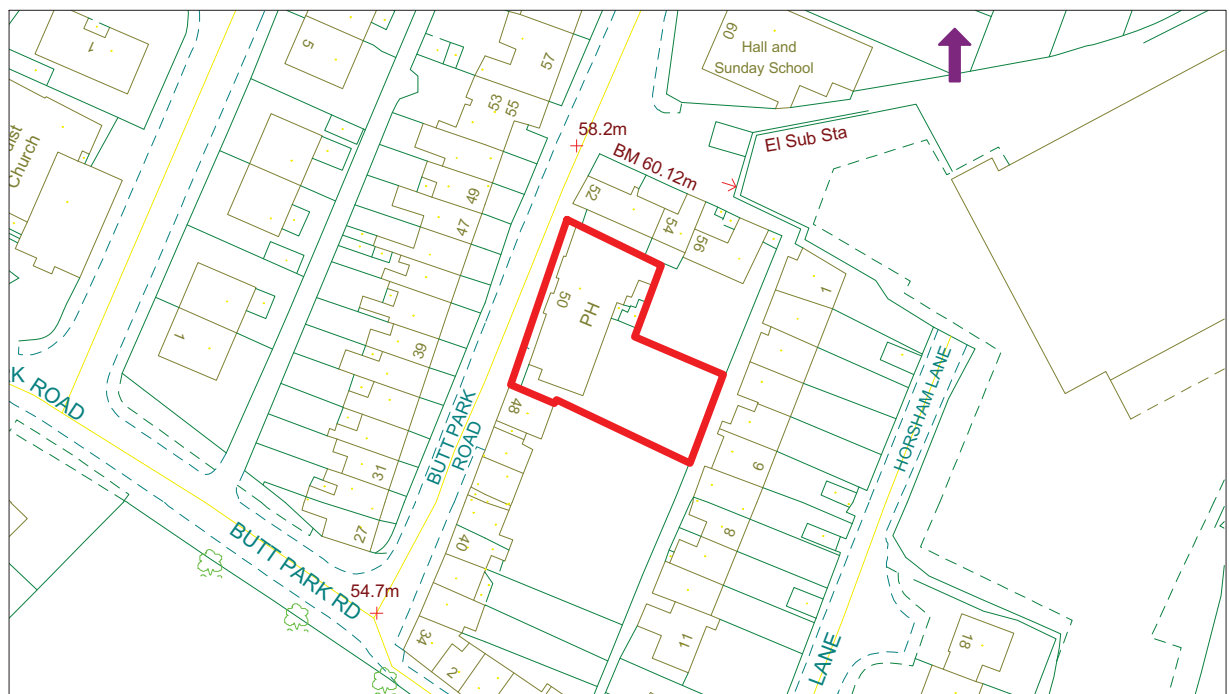 1
5
57
60
Hall and
Sunday School
53
55
58.2m
BM 60.12m
El Sub Sta
ist
Church
49
52
47
54
56
50
PH
1
1
39
HORSHAM LANE
K ROAD
BUTT PARK
ROAD
48
31
9
27
8
40
BUTT PARK RD
54.7m
34
2
11
LANE
18